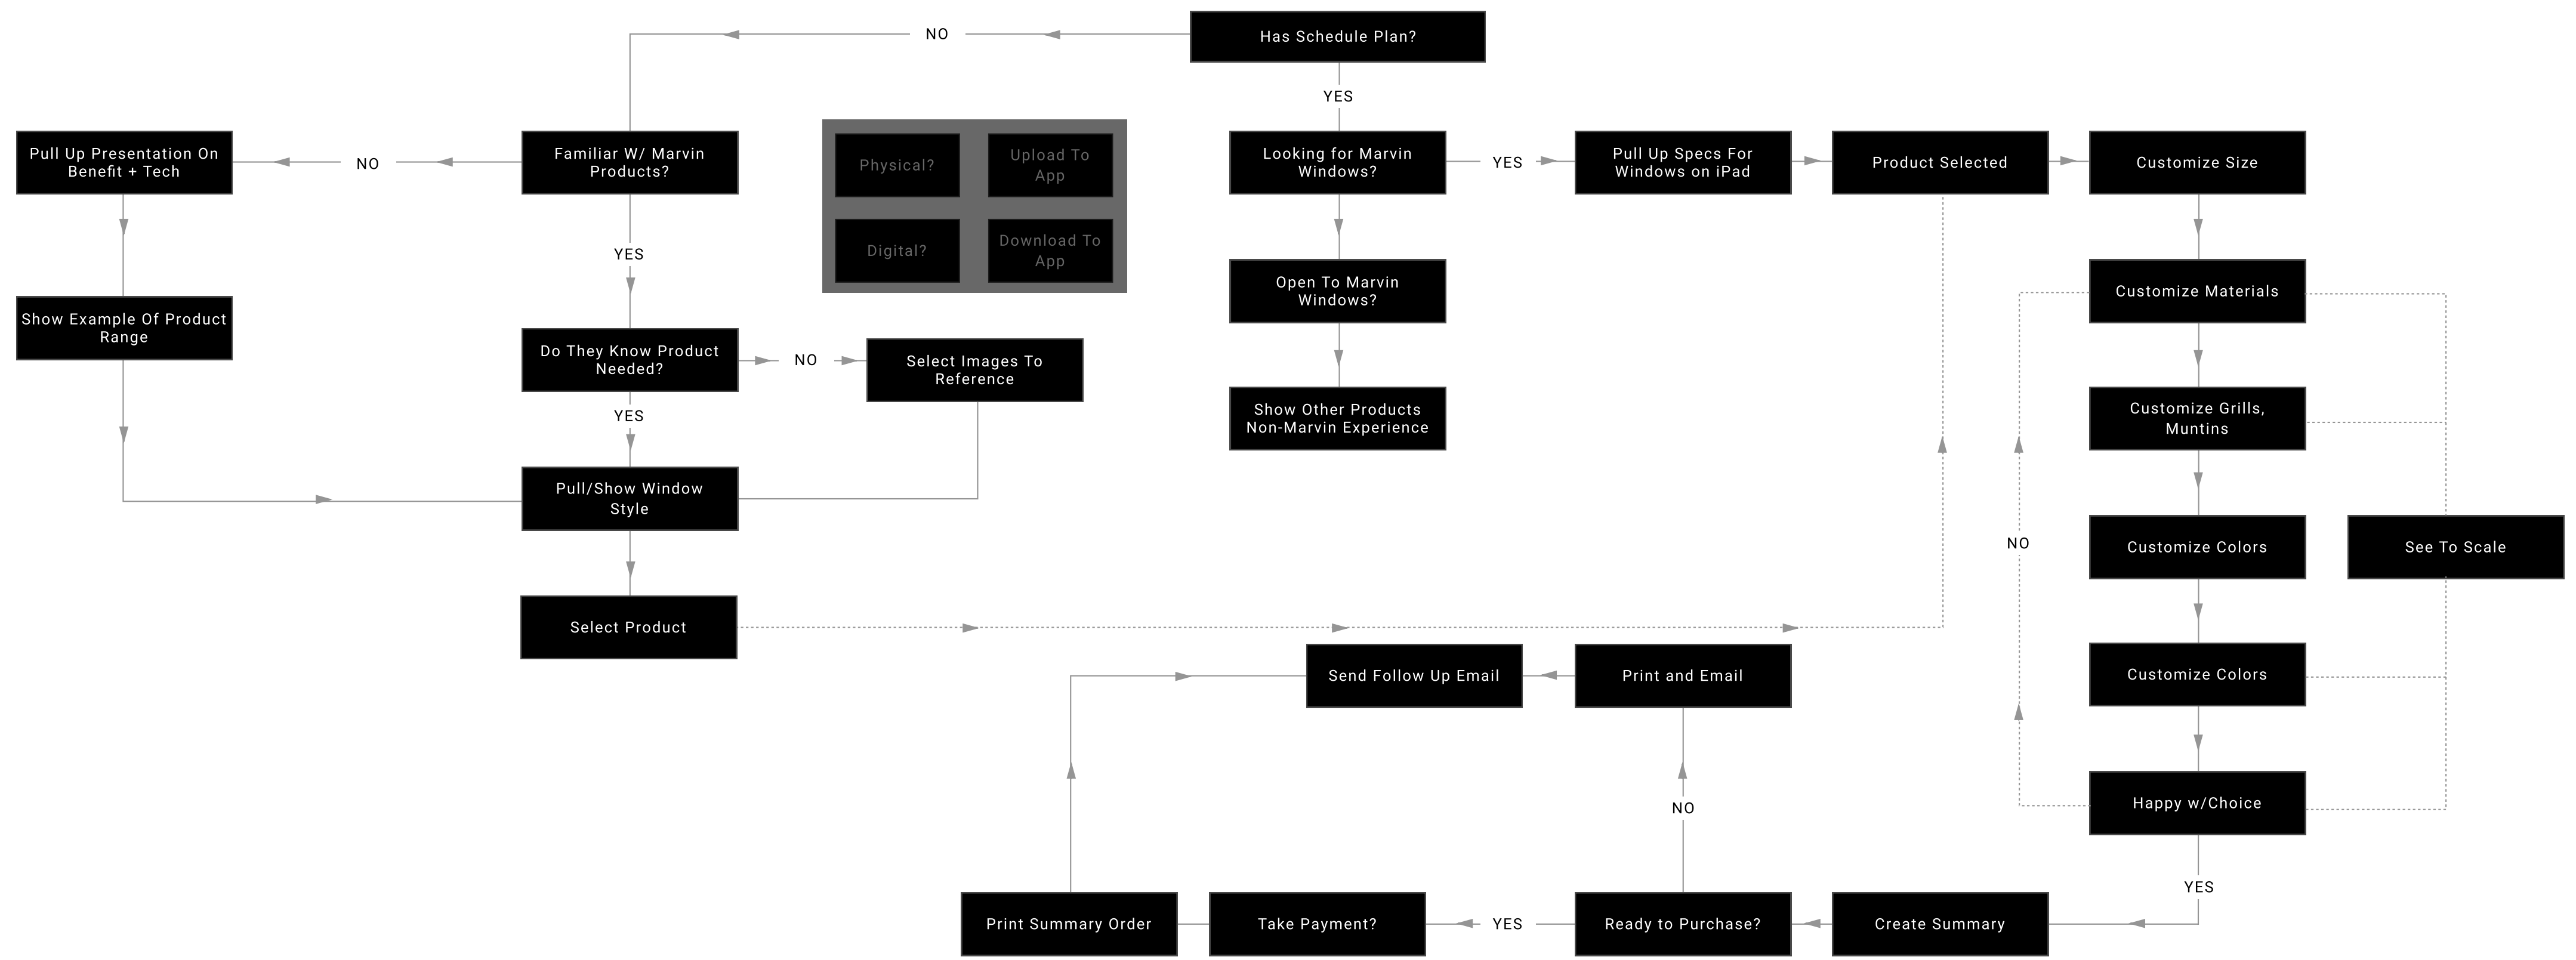 Has Schedule Plan?
NO
YES
Pull Up Presentation On
Benefit + Tech
NO
Familiar W/ Marvin
Products?
Physical?
Upload To
App
Digital?
Download To
App
Looking for Marvin
Windows?
YES
Pull Up Specs For
Windows on iPad
Product Selected
Customize Size
YES
Open To Marvin
Windows?
Customize Materials
Show Example Of Product
Range
Do They Know Product
Needed?
NO
Select Images To
Reference
YES
Show Other Products
Non-Marvin Experience
Customize Grills,
Muntins
Pull/Show Window
Style
NO
Customize Colors
See To Scale
Select Product
Send Follow Up Email
Print and Email
Customize Colors
NO
Happy w/Choice
YES
Print Summary Order
Take Payment?
YES
Ready to Purchase?
Create Summary